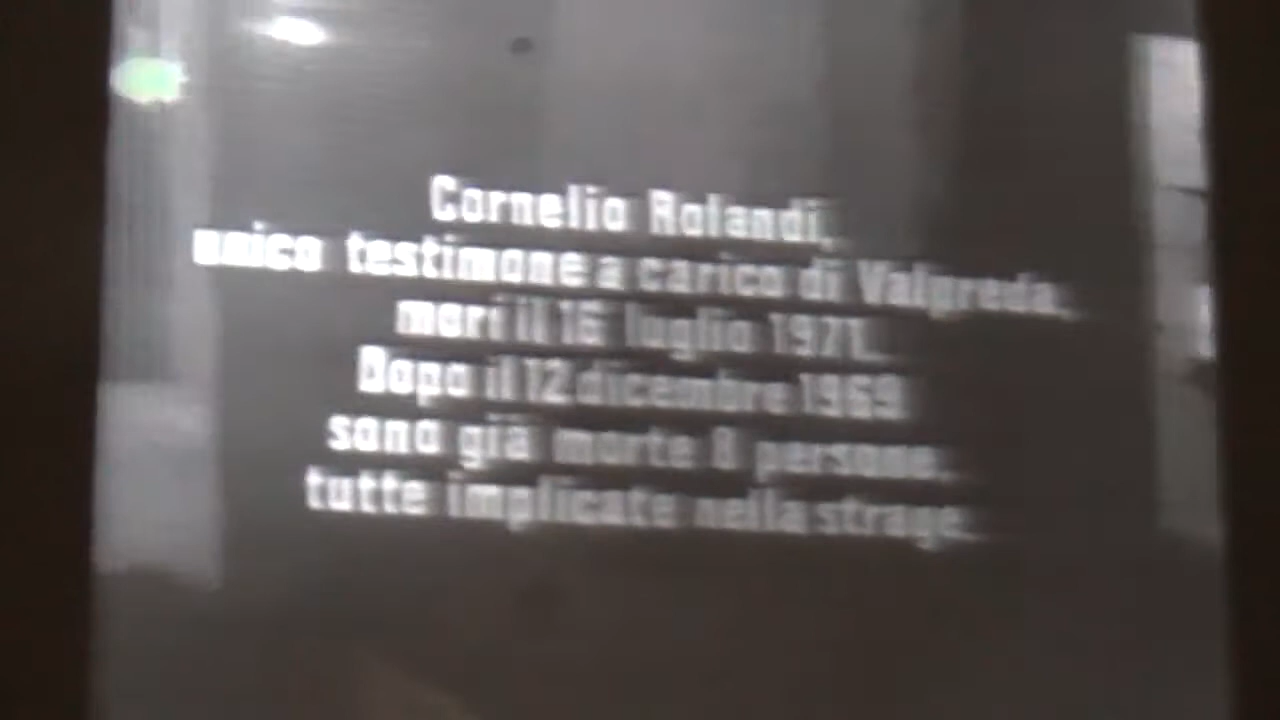 Cornelio Rolandi,
unico testimone a carico di Valpreda,
morì il 16 luglio 1971.
Dopo il 12 dicembre 1969
sono già morte 8 persone,
tutte implicate nella strage.